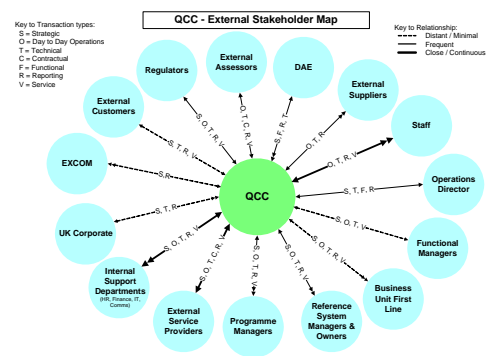 QCC - External Stakeholder Map
Key to Transaction types:
S = Strategic
O = Day to Day Operations
T = Technical
C = Contractual
F = Functional
R = Reporting
V = Service
Key to Relationship:
Distant / Minimal
Frequent
Close / Continuous
External
Assessors
DAE
Regulators
External
Suppliers
External
Customers
Staff
EXCOM
Operations
Director
QCC
UK Corporate
Functional
Managers
Internal
Support
Departments
(HR, Finance, IT,
Comms)
Business
Unit First
Line
External
Service
Providers
Programme
Managers
Reference
System
Managers &
Owners
S, O, T, R, V
O, T, C, R, V
S, F, R, T
O, T, R
O, T, R, V
S, T, F, R
S, O, T, V
S, O, T, R, V
S, O, T, R, V
S, O, T, R, V
S, O, T, C, R, V
S, O, T, R, V
S, T, R
S,R
S, T, R, V